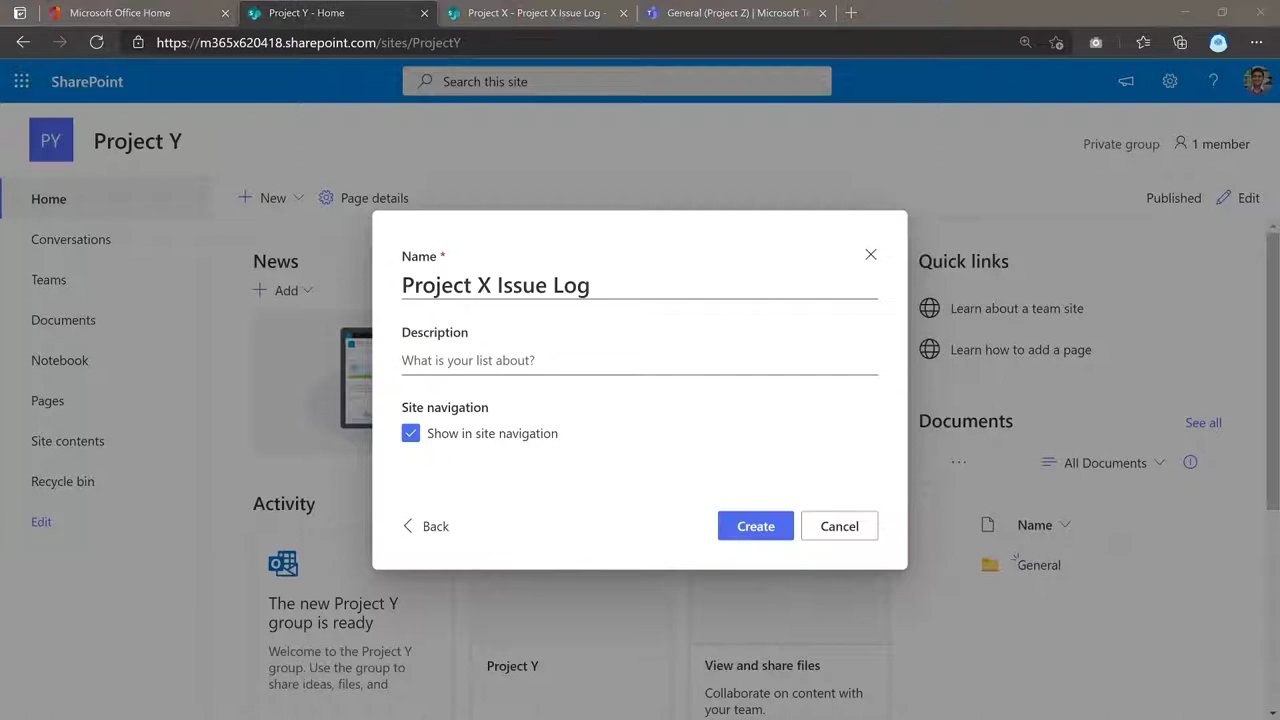 Microsoft Office Home
Project Y - Home
Project X - Project X Issue Log -
General (Project Z) | Microsoft Te
https://m365x620418.sharepoint.com/sites/ProjectY
SharePoint
Search this site
PY
Project Y
Private group
1 member
Home
New
Page details
Published
Edit
Conversations
Teams
Documents
Notebook
Pages
Site contents
Recycle bin
Edit
News
Add
Name *
Project X Issue Log
Description
What is your list about?
Site navigation
Show in site navigation
Back
Create
Cancel
Quick links
Learn about a team site
Learn how to add a page
Documents
See all
All Documents
Name
General
Activity
The new Project Y
group is ready
Welcome to the Project Y
group. Use the group to
share ideas, files, and
Project Y
View and share files
Collaborate on content with
your team.